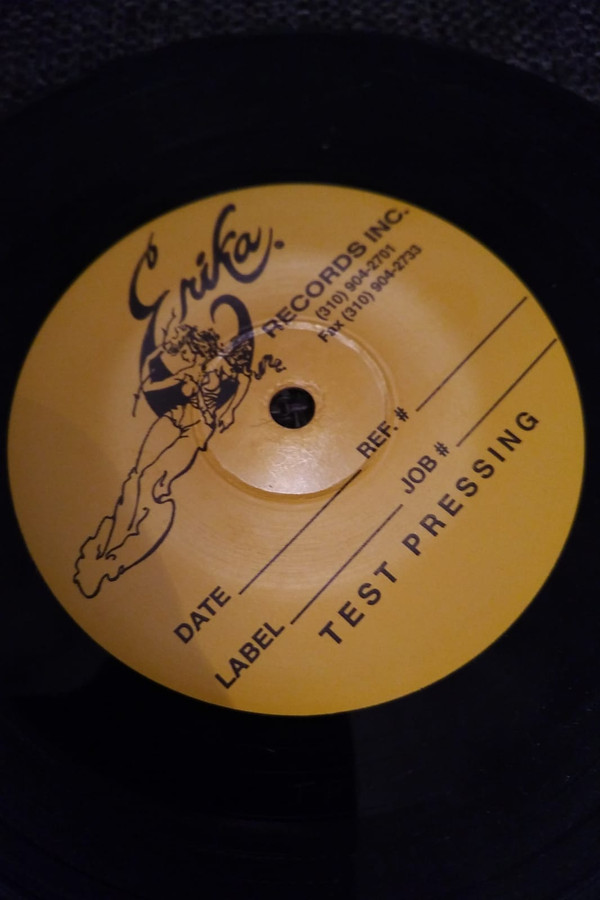 Erika.
RECORDS INC.
(310) 904-2701
Fax (310) 904-2733
DATE REF. #
LABEL JOB #
TEST PRESSING